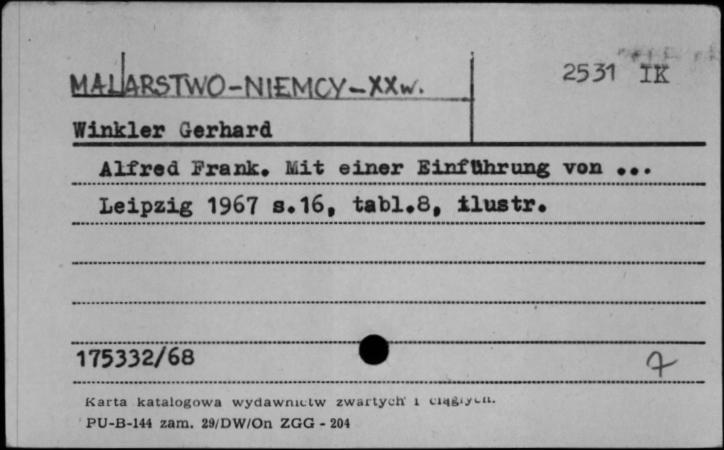 MALARSTWO-NIEMCY-XXw.
2531 IK
Winkler Gerhard
Alfred Frank. Mit einer Einführung von ...
Leipzig 1967 s.16, tabl.8, ilustr.
175332/68
7
Karta katalogowa wydawnictw zwartych i ciągłych.
PU-B-144 zam. 29/DW/On ZGG - 204